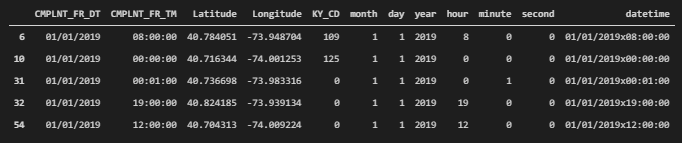 CMPLNT_FR_DT CMPLNT_FR_TM Latitude Longitude KY_CD month day year hour minute second datetime
6 01/01/2019 08:00:00 40.784051 -73.948704 109 1 1 2019 8 0 0 01/01/2019x08:00:00
10 01/01/2019 00:00:00 40.716344 -74.001253 125 1 1 2019 0 0 0 01/01/2019x00:00:00
31 01/01/2019 00:01:00 40.736698 -73.983316 0 1 1 2019 0 1 0 01/01/2019x00:01:00
32 01/01/2019 19:00:00 40.824185 -73.939134 0 1 1 2019 19 0 0 01/01/2019x19:00:00
54 01/01/2019 12:00:00 40.704313 -74.009224 0 1 1 2019 12 0 0 01/01/2019x12:00:00